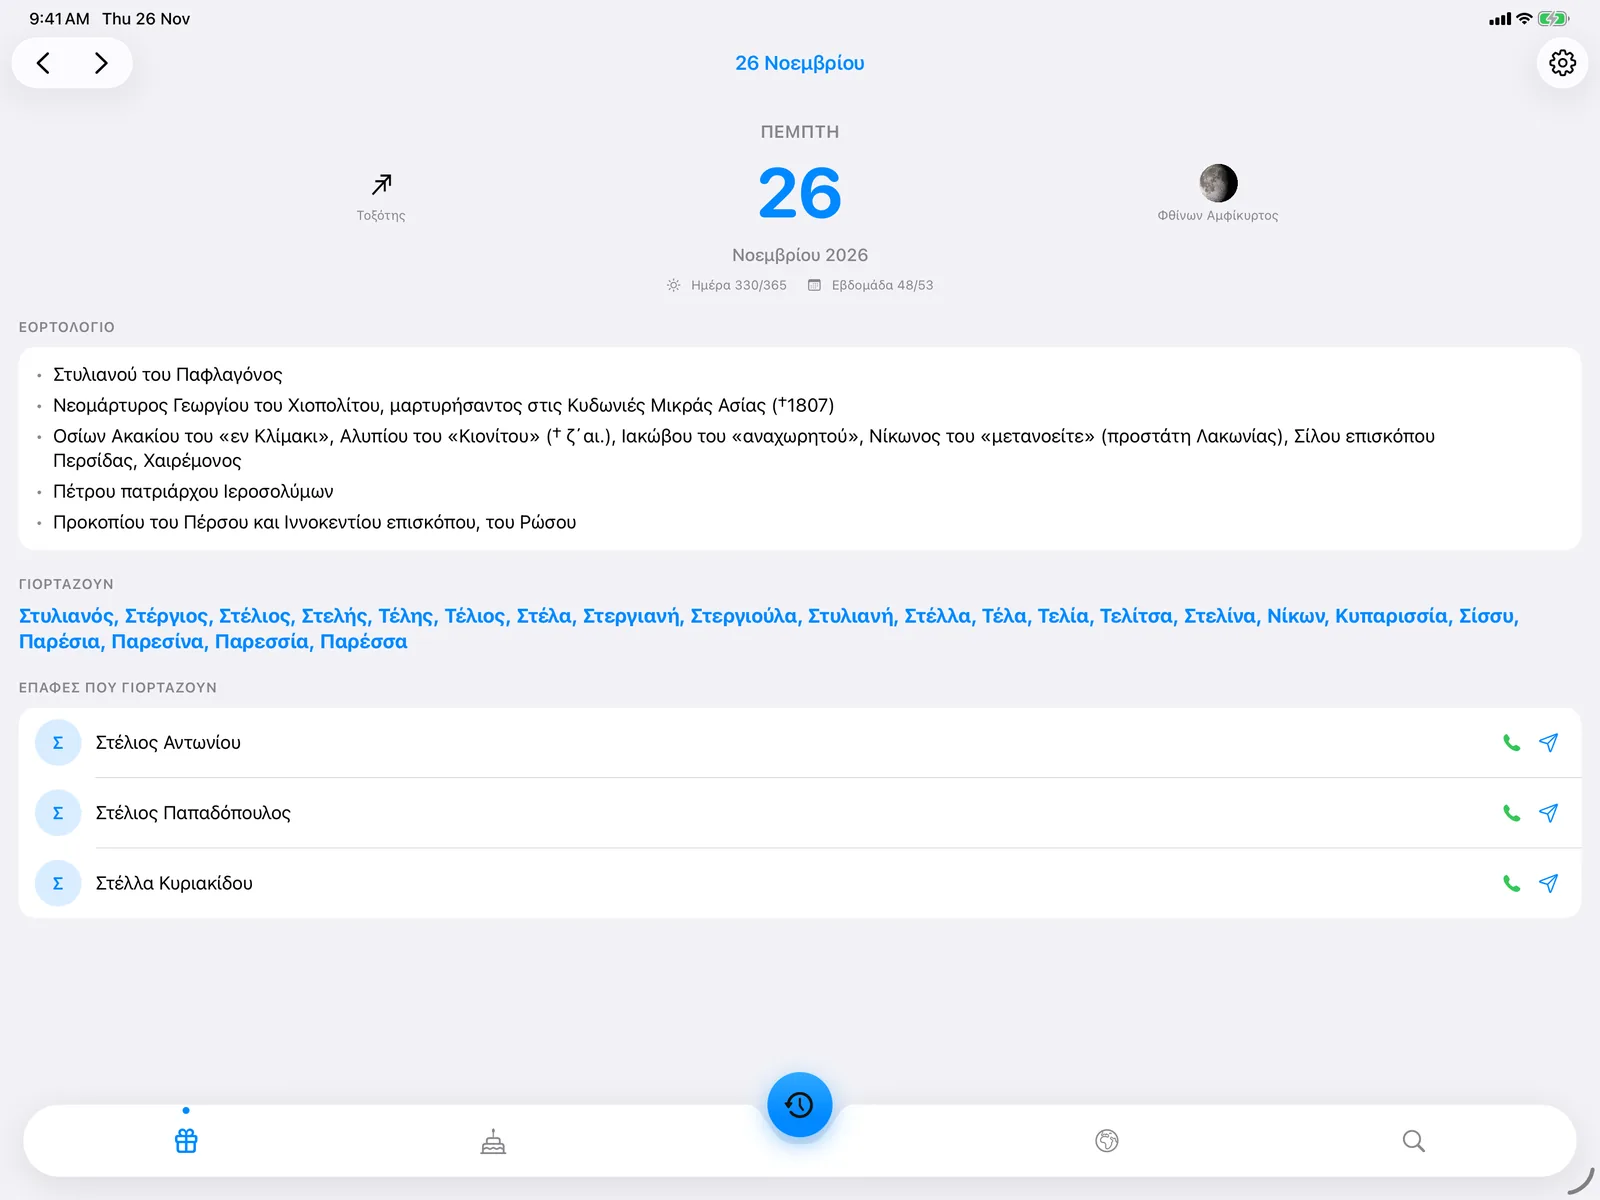 9:41 AM Thu 26 Nov
26 Νοεμβρίου
ΠΕΜΠΤΗ
26
Τοξότης
Φθίνων Αμφίκυρτος
Νοεμβρίου 2026
Ημέρα 330/365 Εβδομάδα 48/53
ΕΟΡΤΟΛΟΓΙΟ
• Στυλιανού του Παφλαγόνος
• Νεομάρτυρος Γεωργίου του Χιοπολίτου, μαρτυρήσαντος στις Κυδωνιές Μικράς Ασίας (†1807)
• Οσίων Ακακίου του «εν Κλίμακι», Αλυπίου του «Κιονίτου» († ζ΄αι.), Ιακώβου του «αναχωρητού», Νίκωνος του «μετανοείτε» (προστάτη Λακωνίας), Σίλου επισκόπου
Περσίδας, Χαιρέμονος
• Πέτρου πατριάρχου Ιεροσολύμων
• Προκοπίου του Πέρσου και Ιννοκεντίου επισκόπου, του Ρώσου
ΓΙΟΡΤΑΖΟΥΝ
Στυλιανός, Στέργιος, Στέλιος, Στελής, Τέλης, Τέλιος, Στέλα, Στεργιανή, Στεργιούλα, Στυλιανή, Στέλλα, Τέλα, Τελία, Τελίτσα, Στελίνα, Νίκων, Κυπαρισσία, Σίσσυ,
Παρέσια, Παρεσίνα, Παρεσσία, Παρέσσα
ΕΠΑΦΕΣ ΠΟΥ ΓΙΟΡΤΑΖΟΥΝ
Σ Στέλιος Αντωνίου
Σ Στέλιος Παπαδόπουλος
Σ Στέλλα Κυριακίδου